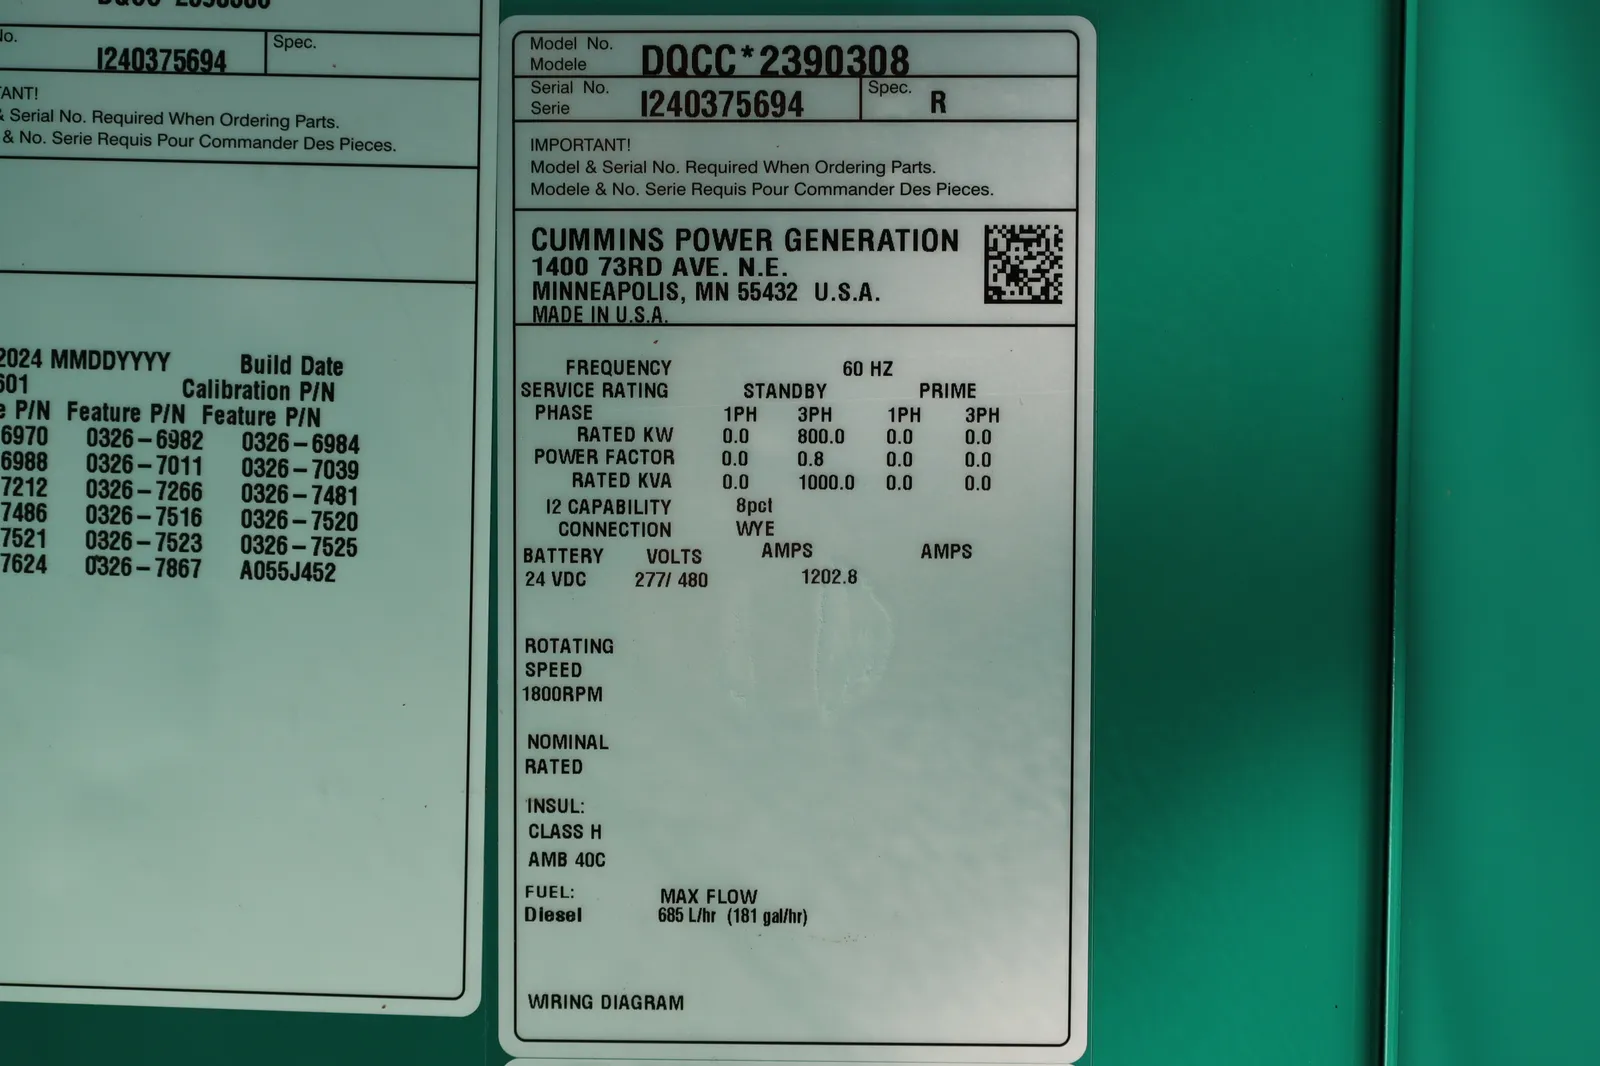 I240375694
Spec.
ANT!
& Serial No. Required When Ordering Parts.
& No. Serie Requis Pour Commander Des Pieces.
2024 MMDDYYYY Build Date
601 Calibration P/N
P/N Feature P/N Feature P/N
6970 0326-6982 0326-6984
6988 0326-7011 0326-7039
7212 0326-7266 0326-7481
7486 0326-7516 0326-7520
7521 0326-7523 0326-7525
7624 0326-7867 A055J452
Model No.
Modele
DQCC*2390308
Serial No.
Serie
I240375694
Spec.
R
IMPORTANT!
Model & Serial No. Required When Ordering Parts.
Modele & No. Serie Requis Pour Commander Des Pieces.
CUMMINS POWER GENERATION
1400 73RD AVE. N.E.
MINNEAPOLIS, MN 55432 U.S.A.
MADE IN U.S.A.
FREQUENCY 60 HZ
SERVICE RATING STANDBY PRIME
PHASE 1PH 3PH 1PH 3PH
RATED KW 0.0 800.0 0.0 0.0
POWER FACTOR 0.0 0.8 0.0 0.0
RATED KVA 0.0 1000.0 0.0 0.0
I2 CAPABILITY 8pct
CONNECTION WYE
BATTERY VOLTS AMPS AMPS
24 VDC 277/ 480 1202.8
ROTATING
SPEED
1800RPM
NOMINAL
RATED
INSUL:
CLASS H
AMB 40C
FUEL: MAX FLOW
Diesel 685 L/hr (181 gal/hr)
WIRING DIAGRAM